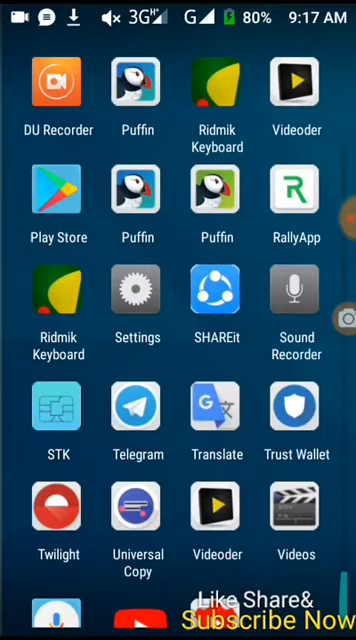 3G H+ G 80% 9:17 AM
DU Recorder Puffin Ridmik Keyboard Videoder
Play Store Puffin Puffin RallyApp
Ridmik Keyboard Settings SHAREit Sound Recorder
STK Telegram Translate Trust Wallet
Twilight Universal Copy Videoder Videos
Like Share&
Subscribe Now